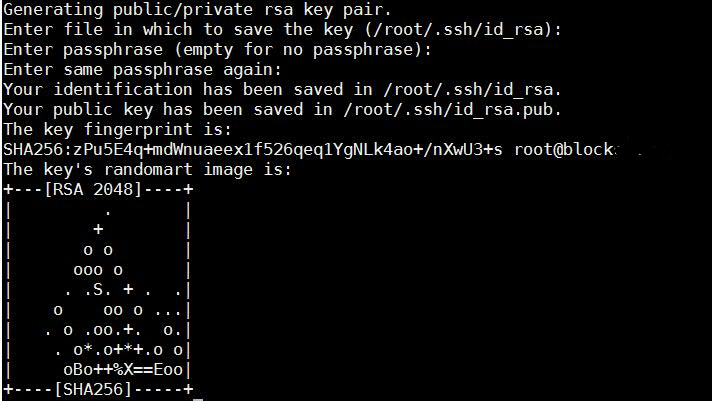 Generating public/private rsa key pair.
Enter file in which to save the key (/root/.ssh/id_rsa):
Enter passphrase (empty for no passphrase):
Enter same passphrase again:
Your identification has been saved in /root/.ssh/id_rsa.
Your public key has been saved in /root/.ssh/id_rsa.pub.
The key fingerprint is:
SHA256:zPu5E4q+mdWnuaeex1f526qeq1YgNLk4ao+/nXwU3+s root@block
The key's randomart image is:
+---[RSA 2048]----+
|          .      |
|         +       |
|        o o      |
|       ooo o     |
|      . .S. + .  .|
|     o    oo o ...|
|    . o .oo.+.  o.|
|     . o*.o+*+.o o|
|      oBo++%X==Eoo|
+----[SHA256]-----+